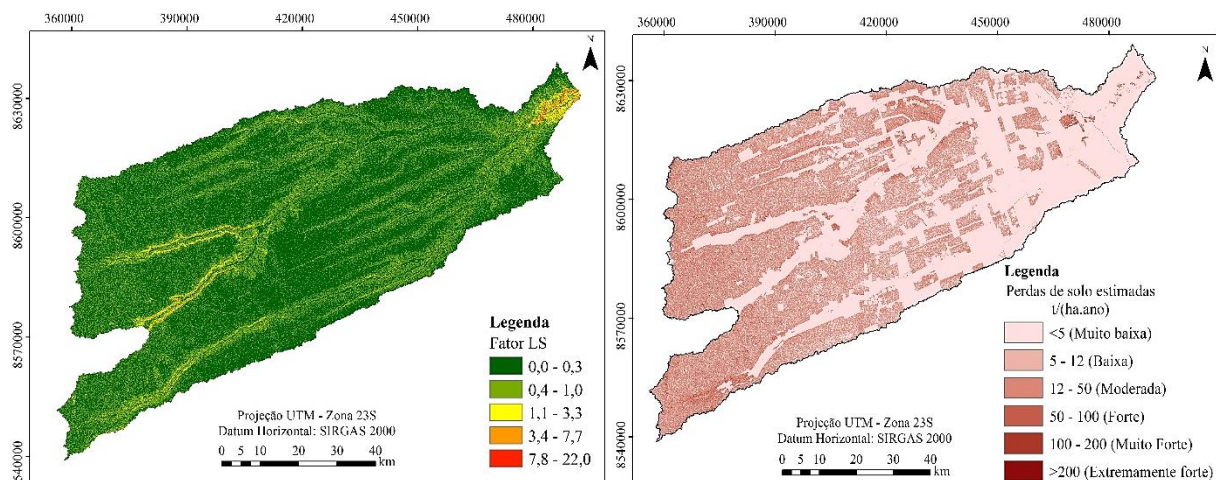 360000 390000 420000 450000 480000
N
8630000
8600000
8570000
8540000
Legenda
Fator LS
0,0 - 0,3
0,4 - 1,0
1,1 - 3,3
3,4 - 7,7
7,8 - 22,0
Projeção UTM - Zona 23S
Datum Horizontal: SIRGAS 2000
0 5 10 20 30 40
km
360000 390000 420000 450000 480000
N
8630000
8600000
8570000
8540000
Legenda
Perdas de solo estimadas
t/(ha.ano)
<5 (Muito baixa)
5 - 12 (Baixa)
12 - 50 (Moderada)
50 - 100 (Forte)
100 - 200 (Muito Forte)
>200 (Extremamente forte)
Projeção UTM - Zona 23S
Datum Horizontal: SIRGAS 2000
0 5 10 20 30 40
km